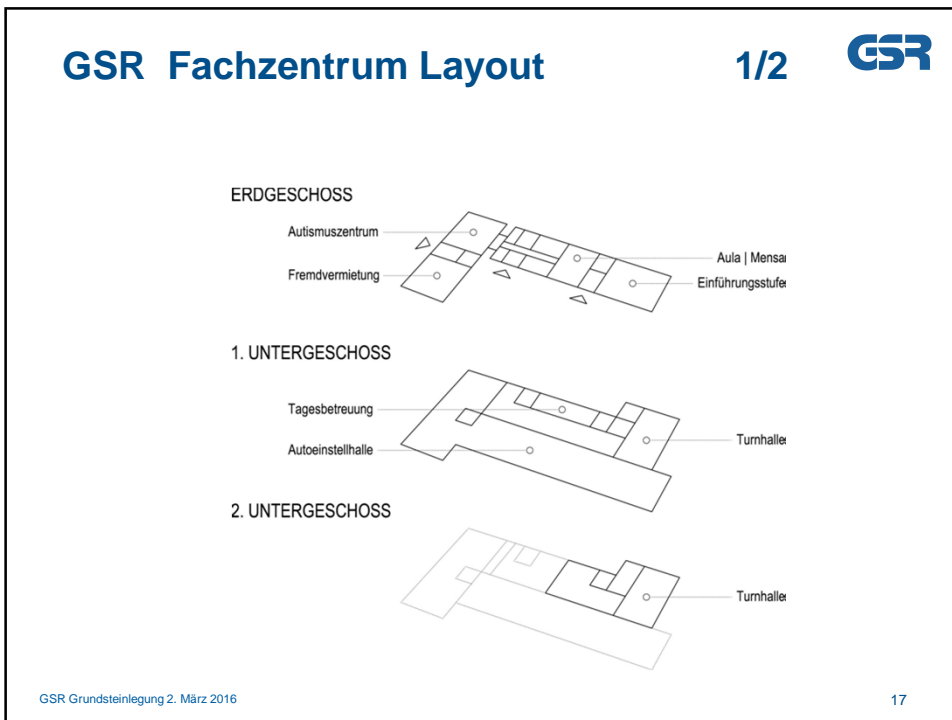 GSR Fachzentrum Layout 1/2 GSR
ERDGESCHOSS
Autismuszentrum
Aula | Mensa
Fremdvermietung
Einführungsstufe
1. UNTERGESCHOSS
Tagesbetreuung
Turnhalle
Autoeinstellhalle
2. UNTERGESCHOSS
Turnhalle
GSR Grundsteinlegung 2. März 2016 17